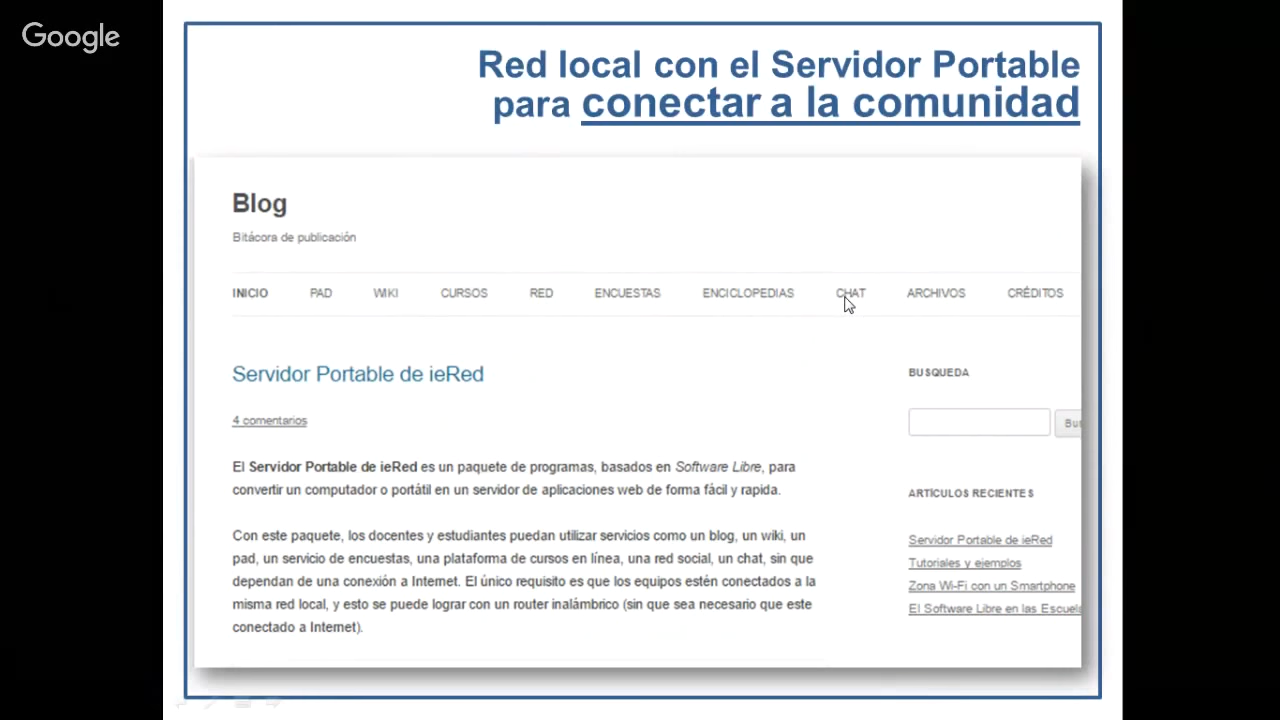 Google
Red local con el Servidor Portable
para conectar a la comunidad
Blog
Bitácora de publicación
INICIO PAD WIKI CURSOS RED ENCUESTAS ENCICLOPEDIAS CHAT ARCHIVOS CRÉDITOS
Servidor Portable de ieRed
4 comentarios
El Servidor Portable de ieRed es un paquete de programas, basados en Software Libre, para
convertir un computador o portátil en un servidor de aplicaciones web de forma fácil y rapida.
Con este paquete, los docentes y estudiantes puedan utilizar servicios como un blog, un wiki, un
pad, un servicio de encuestas, una plataforma de cursos en línea, una red social, un chat, sin que
dependan de una conexión a Internet. El único requisito es que los equipos estén conectados a la
misma red local, y esto se puede lograr con un router inalámbrico (sin que sea necesario que este
conectado a Internet).
BUSQUEDA
Bu
ARTÍCULOS RECIENTES
Servidor Portable de ieRed
Tutoriales y ejemplos
Zona Wi-Fi con un Smartphone
El Software Libre en las Escuela